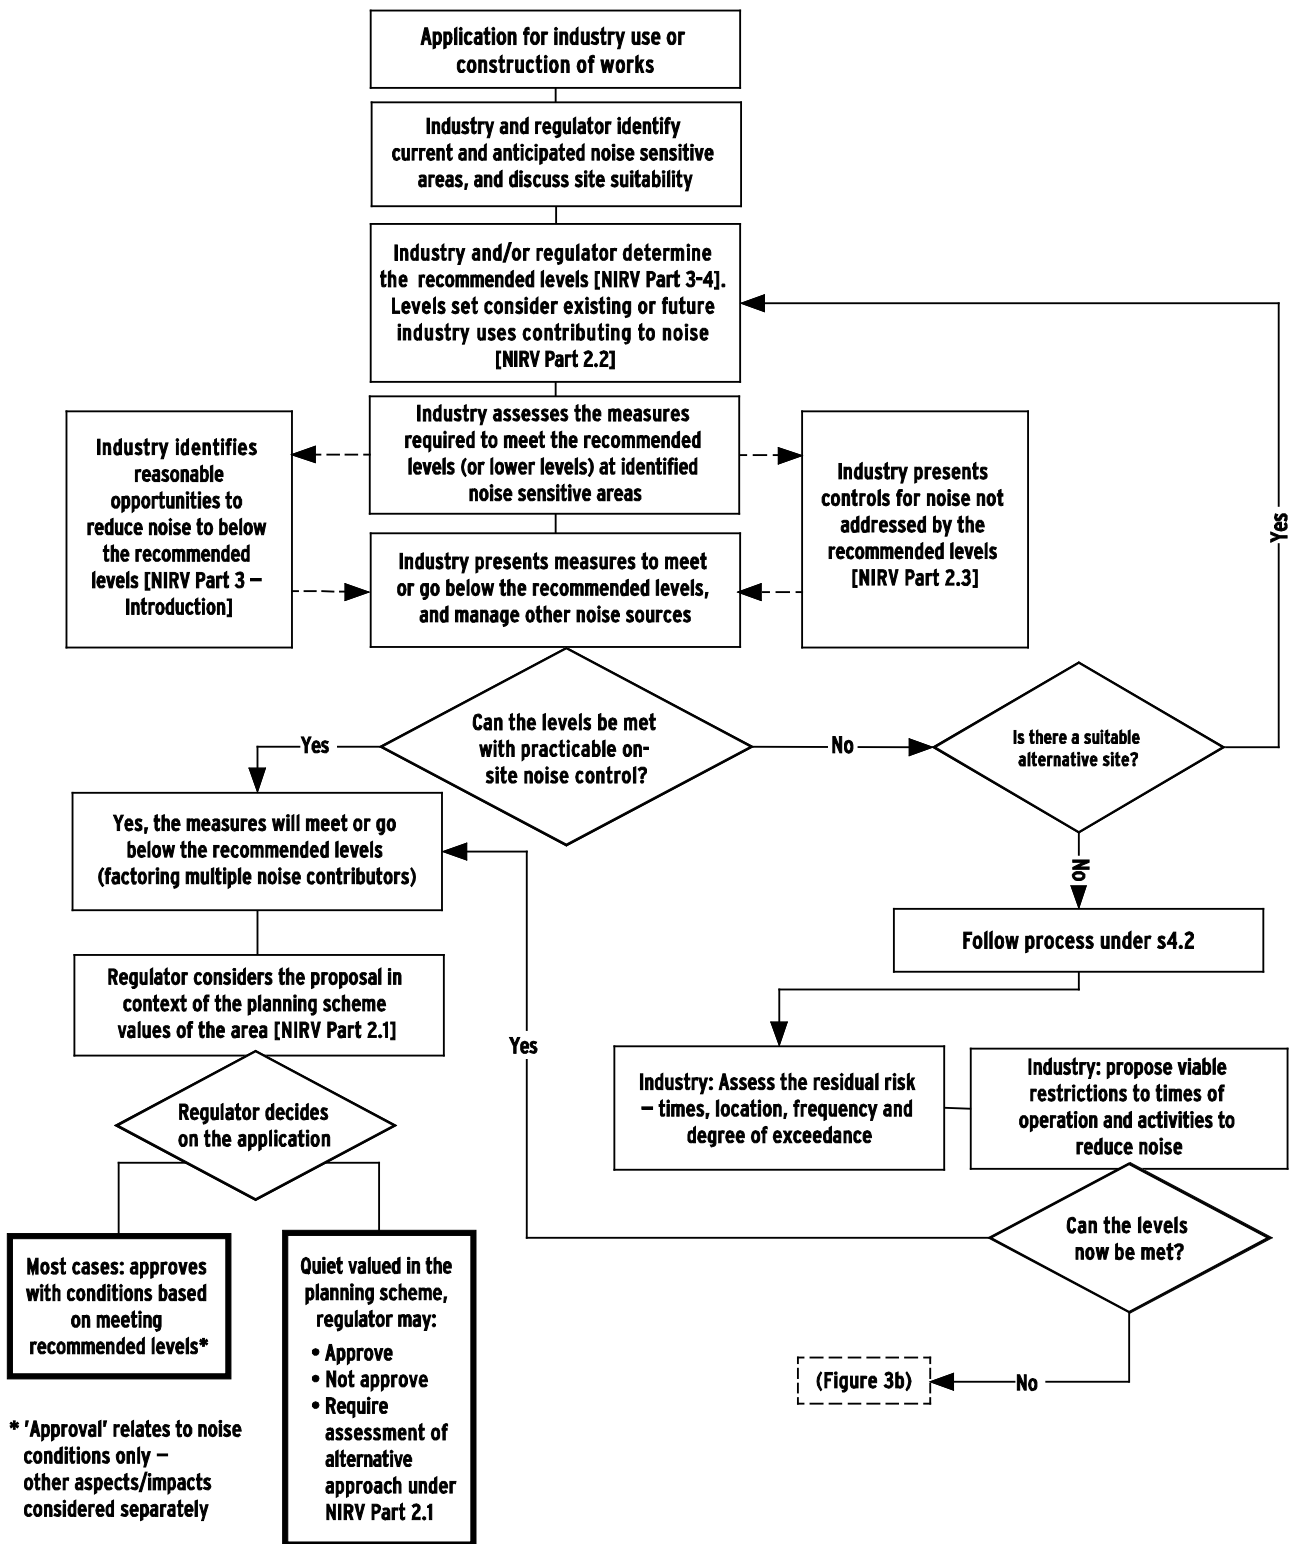 Application for industry use or
construction of works
Industry and regulator identify
current and anticipated noise sensitive
areas, and discuss site suitability
Industry and/or regulator determine
the recommended levels [NIRV Part 3-4].
Levels set consider existing or future
industry uses contributing to noise
[NIRV Part 2.2]
Industry identifies
reasonable
opportunities to
reduce noise to below
the recommended
levels [NIRV Part 3 –
Introduction]
Industry assesses the measures
required to meet the recommended
levels (or lower levels) at identified
noise sensitive areas
Industry presents
controls for noise not
addressed by the
recommended levels
[NIRV Part 2.3]
Industry presents measures to meet
or go below the recommended levels,
and manage other noise sources
Yes
Can the levels be met
with practicable on-
site noise control?
Yes
No
Is there a suitable
alternative site?
No
Yes, the measures will meet or go
below the recommended levels
(factoring multiple noise contributors)
Follow process under s4.2
Regulator considers the proposal in
context of the planning scheme
values of the area [NIRV Part 2.1]
Yes
Industry: Assess the residual risk
– times, location, frequency and
degree of exceedance
Industry: propose viable
restrictions to times of
operation and activities to
reduce noise
Regulator decides
on the application
Can the levels
now be met?
Most cases: approves
with conditions based
on meeting
recommended levels*
Quiet valued in the
planning scheme,
regulator may:
• Approve
• Not approve
• Require
assessment of
alternative
approach under
NIRV Part 2.1
(Figure 3b)
No
* 'Approval' relates to noise
conditions only –
other aspects/impacts
considered separately